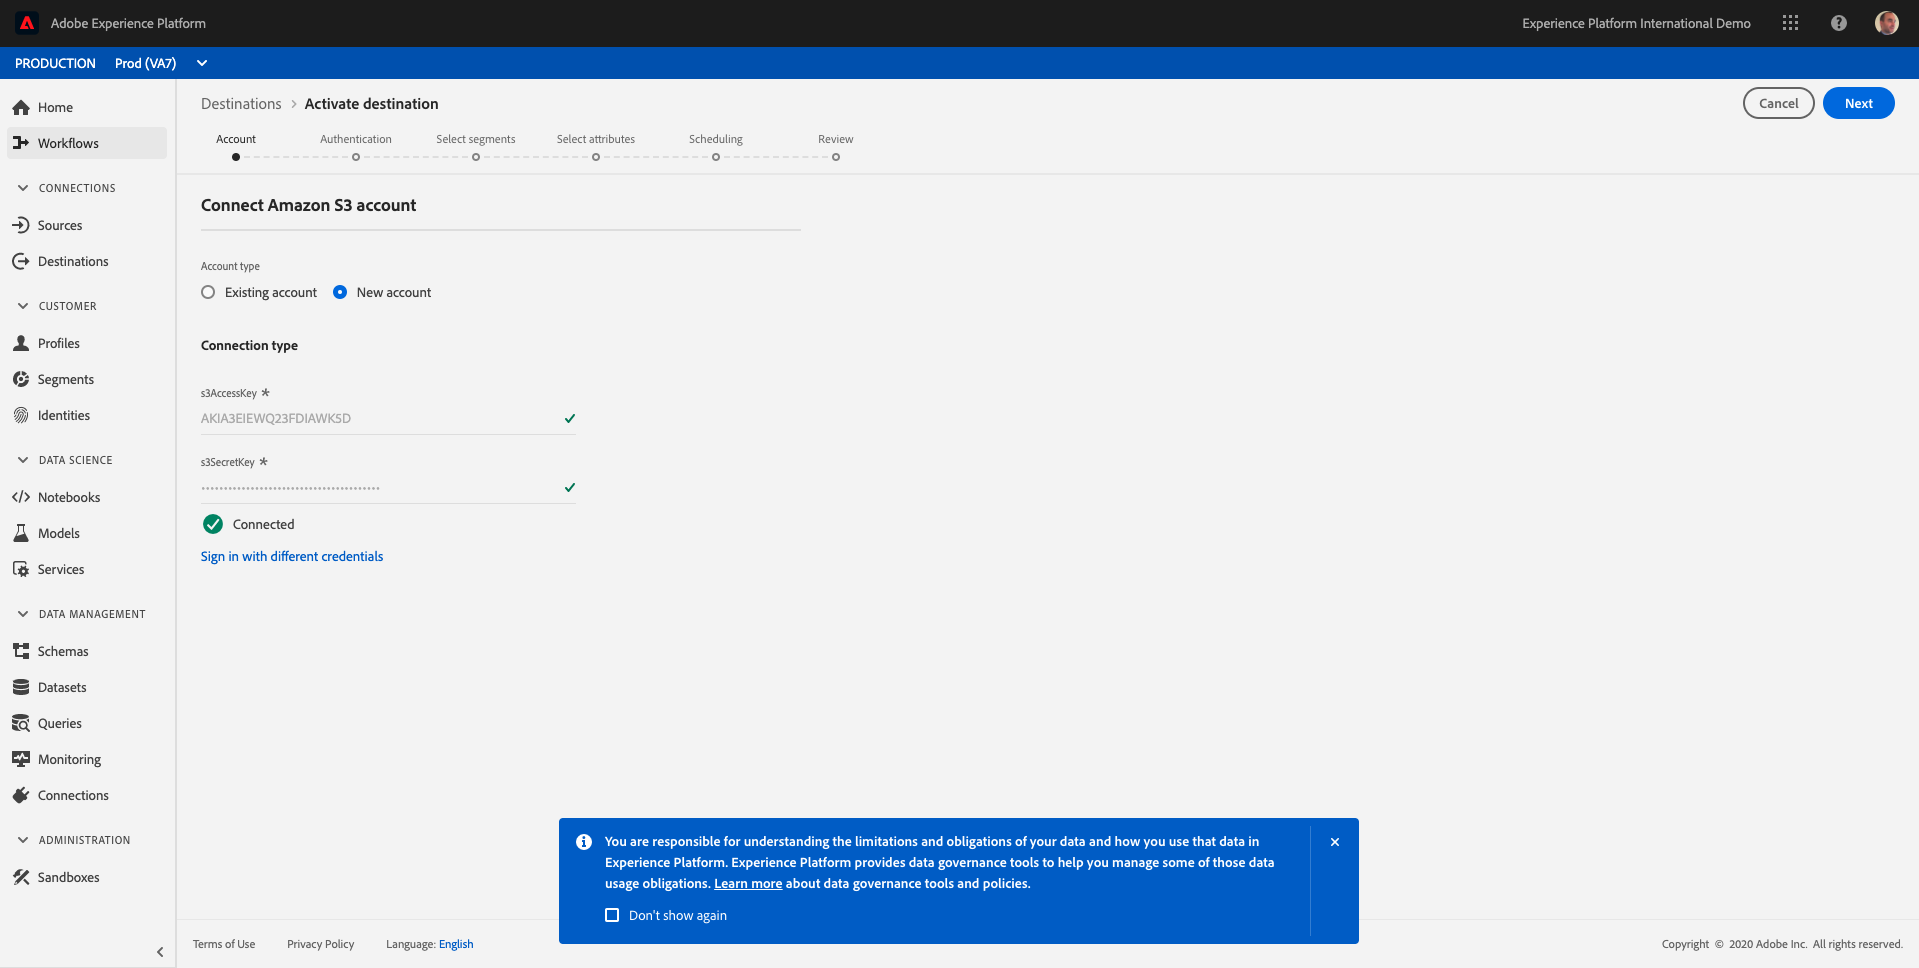 Adobe Experience Platform
Experience Platform International Demo
PRODUCTION Prod (VA7)
Home
Workflows
CONNECTIONS
Sources
Destinations
CUSTOMER
Profiles
Segments
Identities
DATA SCIENCE
Notebooks
Models
Services
DATA MANAGEMENT
Schemas
Datasets
Queries
Monitoring
Connections
ADMINISTRATION
Sandboxes
Destinations > Activate destination
Cancel
Next
Account Authentication Select segments Select attributes Scheduling Review
Connect Amazon S3 account
Account type
Existing account New account
Connection type
s3AccessKey *
AKIA3EIEWQ23FDIAWK5D
s3SecretKey *
Connected
Sign in with different credentials
You are responsible for understanding the limitations and obligations of your data and how you use that data in
Experience Platform. Experience Platform provides data governance tools to help you manage some of those data
usage obligations. Learn more about data governance tools and policies.
Don't show again
Terms of Use Privacy Policy Language: English
Copyright © 2020 Adobe Inc. All rights reserved.